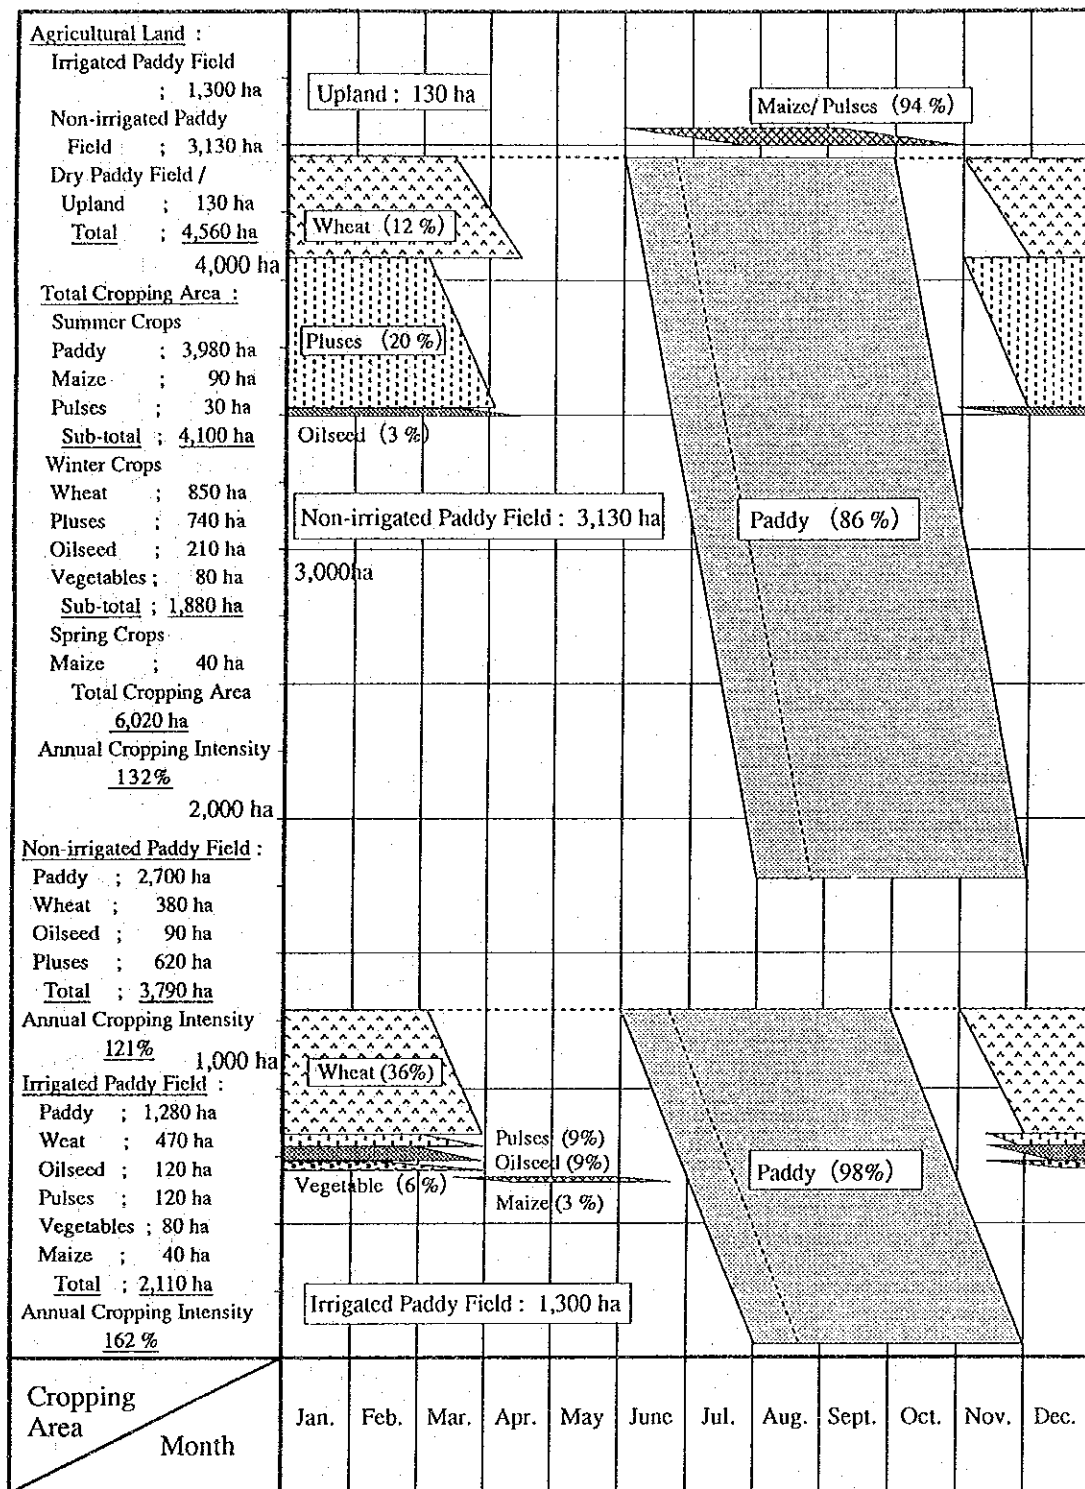 Agricultural Land :
Irrigated Paddy Field
; 1,300 ha
Non-irrigated Paddy
Field ; 3,130 ha
Dry Paddy Field /
Upland ; 130 ha
Total ; 4,560 ha
4,000 ha
Total Cropping Area :
Summer Crops
Paddy ; 3,980 ha
Maize ; 90 ha
Pulses ; 30 ha
Sub-total ; 4,100 ha
Winter Crops
Wheat ; 850 ha
Pluses ; 740 ha
Oilseed ; 210 ha
Vegetables ; 80 ha
Sub-total ; 1,880 ha
Spring Crops
Maize ; 40 ha
Total Cropping Area
6,020 ha
Annual Cropping Intensity
132%
2,000 ha
Non-irrigated Paddy Field :
Paddy ; 2,700 ha
Wheat ; 380 ha
Oilseed ; 90 ha
Pluses ; 620 ha
Total ; 3,790 ha
Annual Cropping Intensity
121%
1,000 ha
Irrigated Paddy Field :
Paddy ; 1,280 ha
Weat ; 470 ha
Oilseed ; 120 ha
Pulses ; 120 ha
Vegetables ; 80 ha
Maize ; 40 ha
Total ; 2,110 ha
Annual Cropping Intensity
162 %
Upland : 130 ha
Maize/ Pulses (94 %)
Wheat (12 %)
Pluses (20 %)
Oilseed (3 %)
Non-irrigated Paddy Field : 3,130 ha
Paddy (86 %)
3,000ha
Wheat (36%)
Pulses (9%)
Oilseed (9%)
Vegetable (6 %)
Maize (3 %)
Paddy (98%)
Irrigated Paddy Field : 1,300 ha
Cropping
Area
Month
Jan. Feb. Mar. Apr. May June Jul. Aug. Sept. Oct. Nov. Dec.